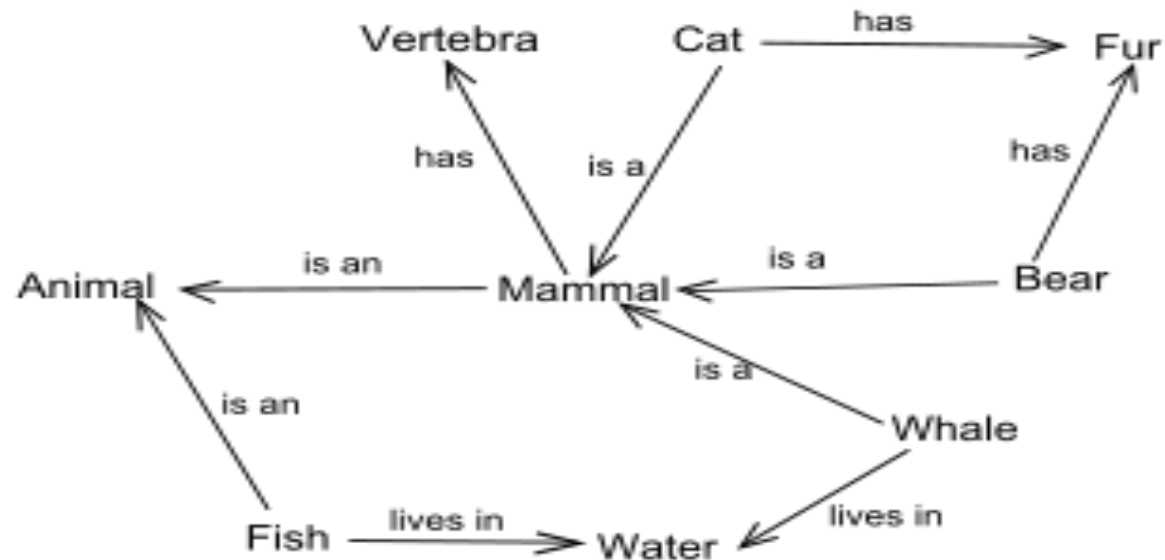 Vertebra Cat has Fur
has is a has
Animal is an Mammal is a Bear
is an is a Whale
Fish lives in Water lives in